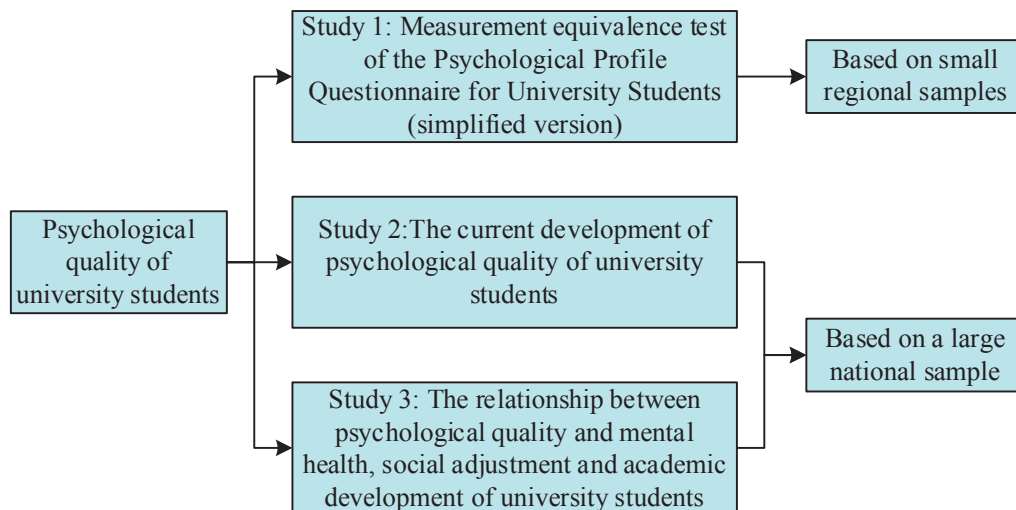 Study 1: Measurement equivalence test
of the Psychological Profile
Questionnaire for University Students
(simplified version)
Based on small
regional samples
Psychological
quality of
university students
Study 2:The current development of
psychological quality of university
students
Based on a large
national sample
Study 3: The relationship between
psychological quality and mental
health, social adjustment and academic
development of university students